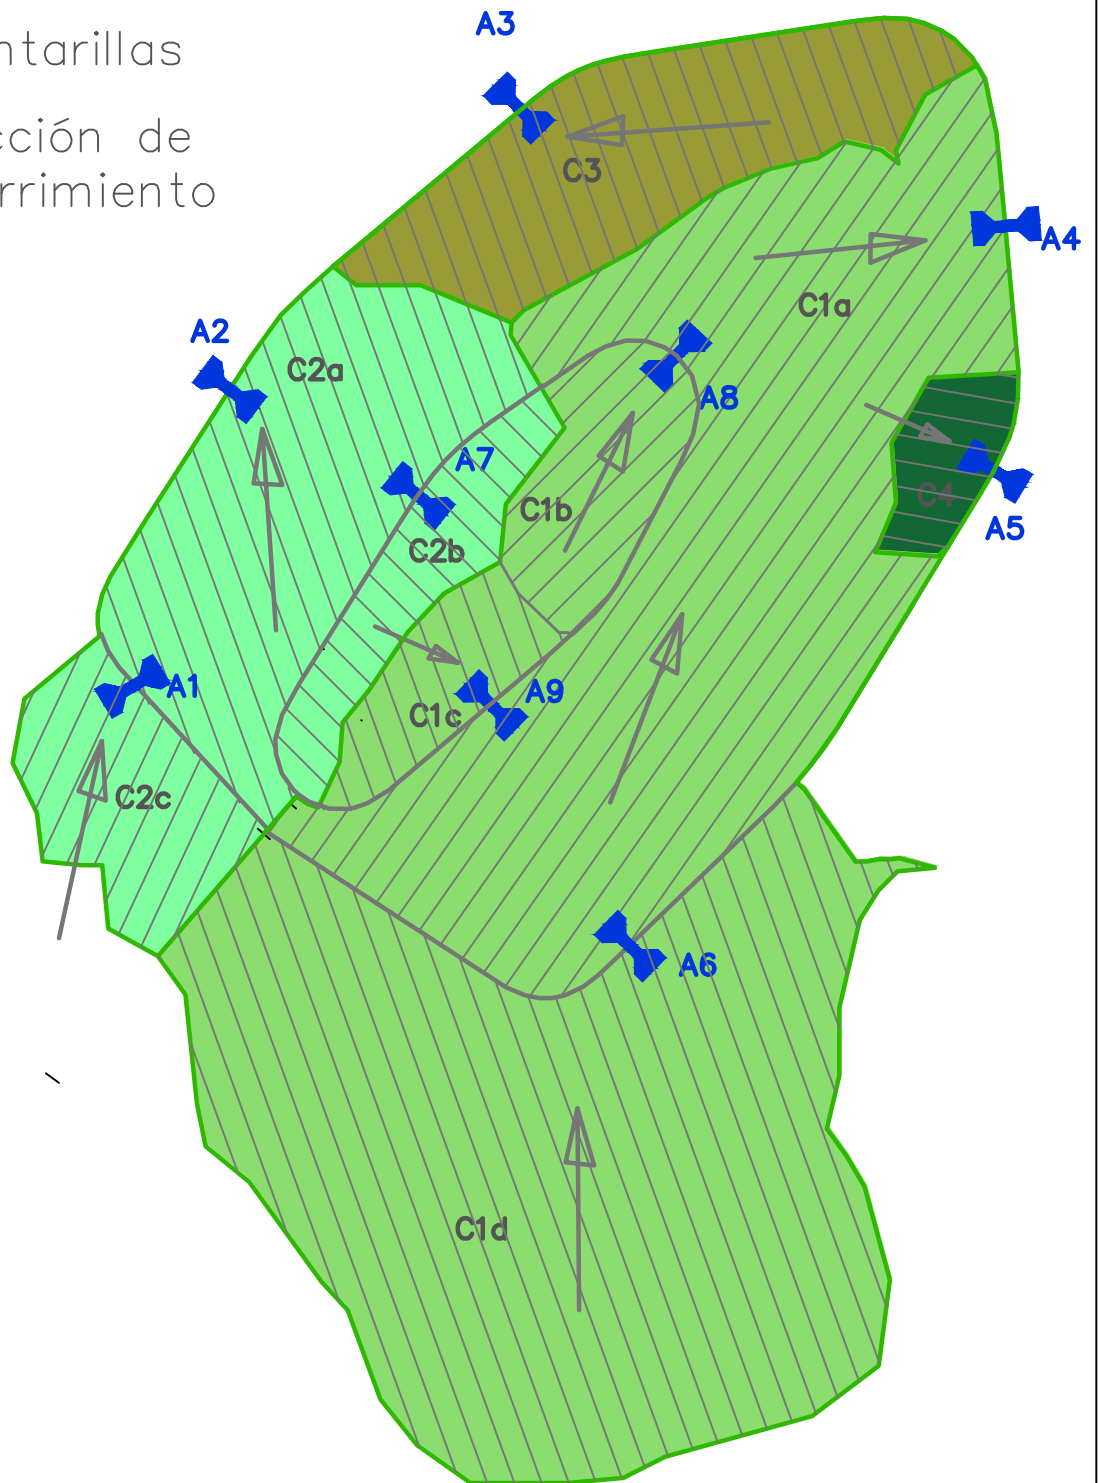 ntarillas
cción de
rrimiento
A3
C3
A4
C1a
A2
C2a
A8
A7
C1b
C4
A5
C2b
A1
C1c
A9
C2c
A6
C1d